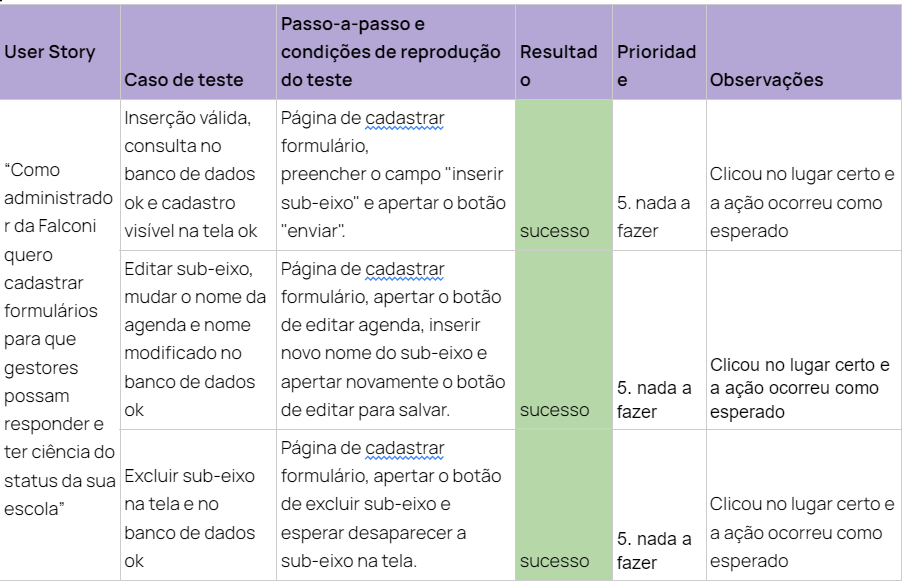 User Story
Caso de teste
Passo-a-passo e
condições de reprodução
do teste
Resultad
o
Prioridad
e
Observações
“Como
administrado
r da Falconi
quero
cadastrar
formulários
para que
gestores
possam
responder e
ter ciência do
status da sua
escola”
Inserção válida,
consulta no
banco de dados
ok e cadastro
visível na tela ok
Página de cadastrar
formulário,
preencher o campo "inserir
sub-eixo" e apertar o botão
"enviar".
sucesso
5. nada a
fazer
Clicou no lugar certo e
a ação ocorreu como
esperado
Editar sub-eixo,
mudar o nome da
agenda e nome
modificado no
banco de dados
ok
Página de cadastrar
formulário, apertar o botão
de editar agenda, inserir
novo nome do sub-eixo e
apertar novamente o botão
de editar para salvar.
sucesso
5. nada a
fazer
Clicou no lugar certo e
a ação ocorreu como
esperado
Excluir sub-eixo
na tela e no
banco de dados
ok
Página de cadastrar
formulário, apertar o botão
de excluir sub-eixo e
esperar desaparecer a
sub-eixo na tela.
sucesso
5. nada a
fazer
Clicou no lugar certo e
a ação ocorreu como
esperado